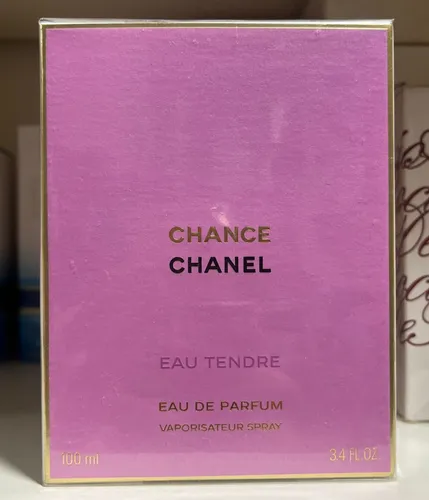 CHANCE
CHANEL
EAU TENDRE
EAU DE PARFUM
VAPORISATEUR SPRAY
100 ml 3.4 FL. OZ.